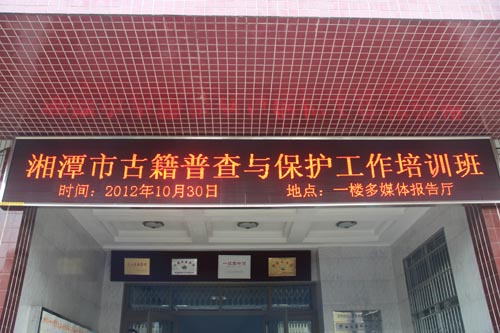 湘潭市古籍普查与保护工作培训班
时间：2012年10月30日 地点：一楼多媒体报告厅